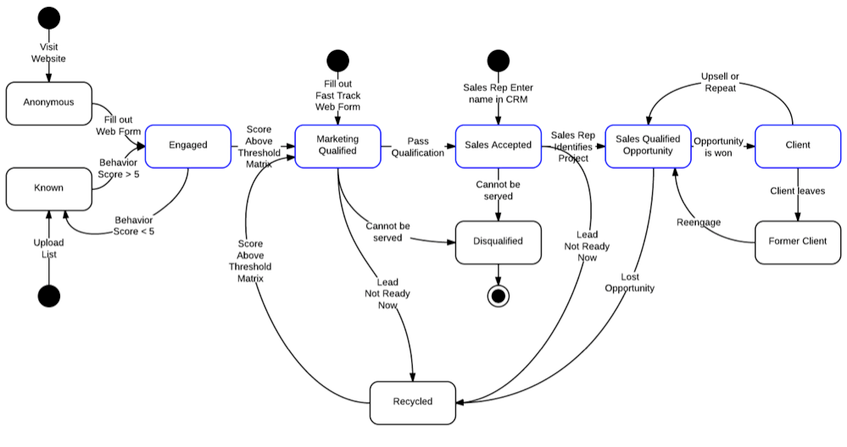 Visit
Website
Anonymous
Fill out
Web Form
Behavior
Score > 5
Known
Upload
List
Behavior
Score < 5
Engaged
Score
Above
Threshold
Matrix
Fill out
Fast Track
Web Form
Marketing
Qualified
Pass
Qualification
Sales Rep Enter
name in CRM
Sales Accepted
Sales Rep
Identifies
Project
Sales Qualified
Opportunity
Upsell or
Repeat
Opportunity
is won
Client
Client leaves
Former Client
Reengage
Cannot be
served
Cannot be
served
Disqualified
Lead
Not Ready
Now
Lost
Opportunity
Score
Above
Threshold
Matrix
Lead
Not Ready
Now
Recycled